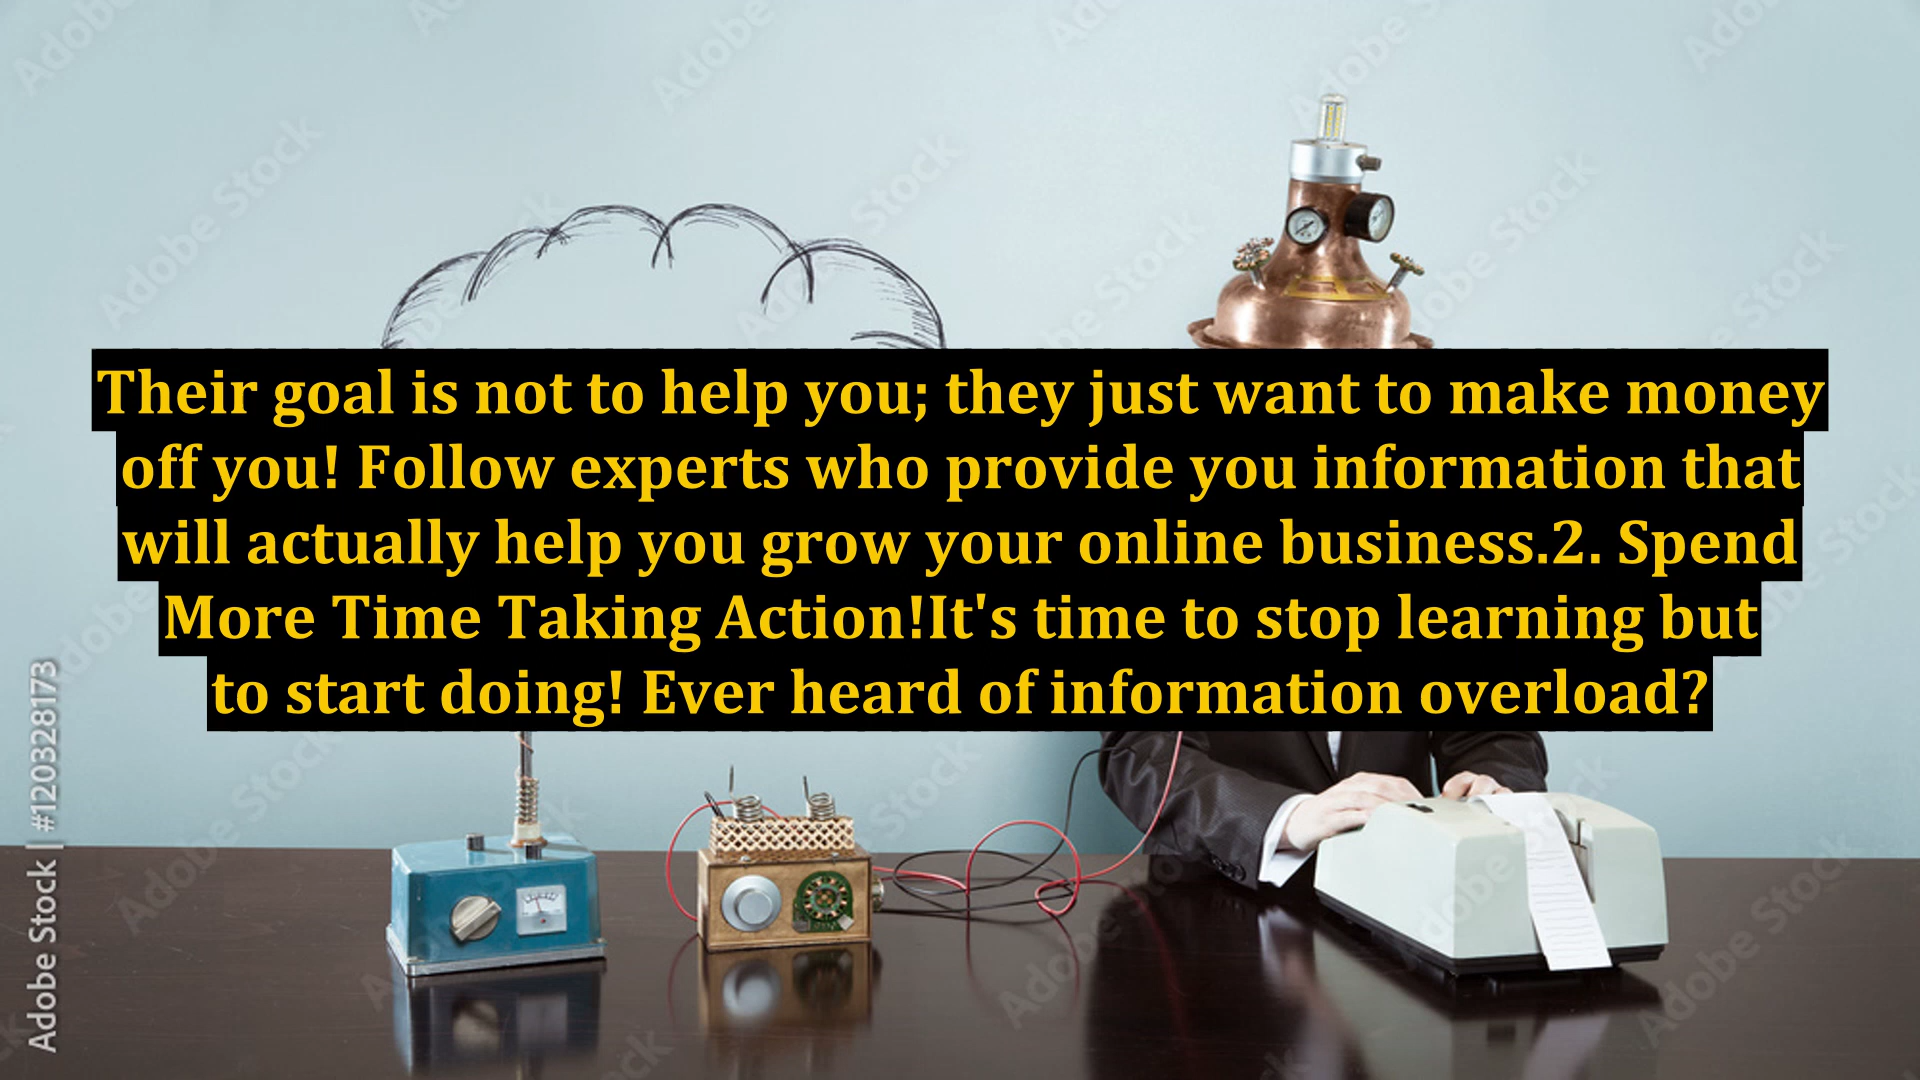 Their goal is not to help you; they just want to make money
off you! Follow experts who provide you information that
will actually help you grow your online business.2. Spend
More Time Taking Action!It's time to stop learning but
to start doing! Ever heard of information overload?
Adobe Stock | #120328173
Adobe Stock